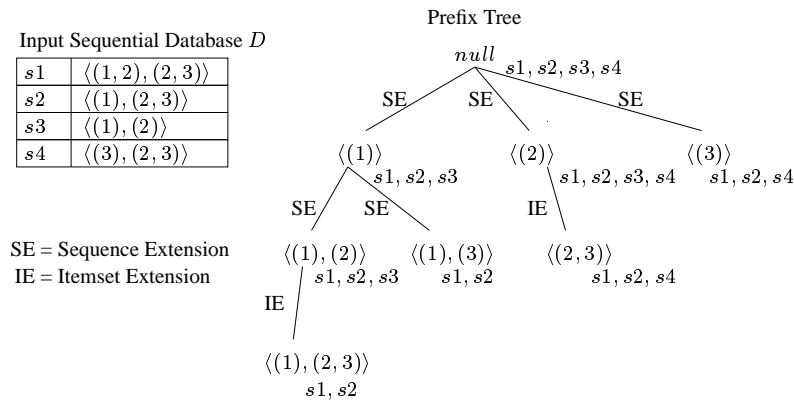 Prefix Tree
Input Sequential Database D
s1 ⟨(1, 2), (2, 3)⟩
s2 ⟨(1), (2, 3)⟩
s3 ⟨(1), (2)⟩
s4 ⟨(3), (2, 3)⟩
null
s1, s2, s3, s4
SE SE SE
⟨(1)⟩ ⟨(2)⟩ ⟨(3)⟩
s1, s2, s3 s1, s2, s3, s4 s1, s2, s4
SE SE IE
SE = Sequence Extension
IE = Itemset Extension
⟨(1), (2)⟩ ⟨(1), (3)⟩ ⟨(2, 3)⟩
s1, s2, s3 s1, s2 s1, s2, s4
IE
⟨(1), (2, 3)⟩
s1, s2